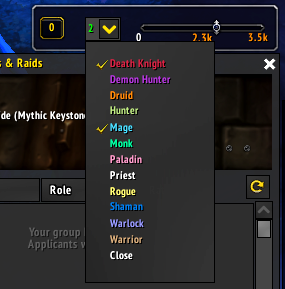 0
2
0
2.3k
3.5k
s & Raids
Death Knight
Demon Hunter
Druid
Hunter
de (Mythic Keystone
Mage
Monk
Paladin
Priest
Role
Rogue
Shaman
Your group
Warlock
Applicants w
Warrior
Close